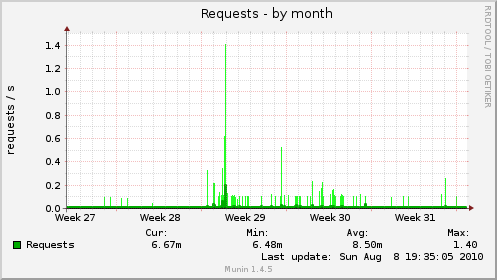 Requests - by month
RRDTOOL / TOBI OETIKER
requests / s
1.4
1.2
1.0
0.8
0.6
0.4
0.2
0.0
Week 27 Week 28 Week 29 Week 30 Week 31
Cur: Min: Avg: Max:
Requests 6.67m 6.48m 8.50m 1.40
Last update: Sun Aug 8 19:35:05 2010
Munin 1.4.5